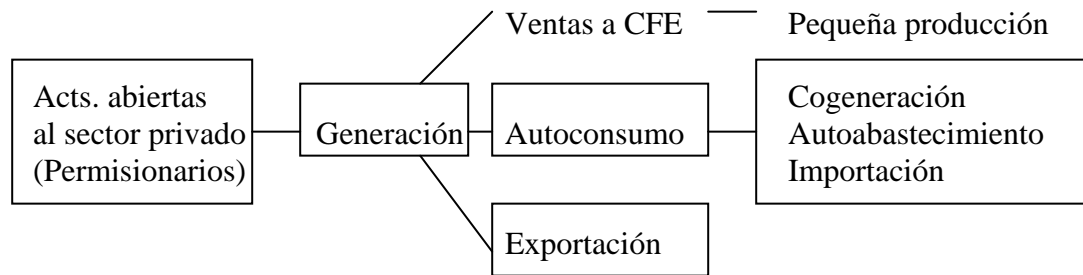 Ventas a CFE
Pequeña producción
Acts. abiertas
al sector privado
(Permisionarios)
Generación
Autoconsumo
Cogeneración
Autoabastecimiento
Importación
Exportación